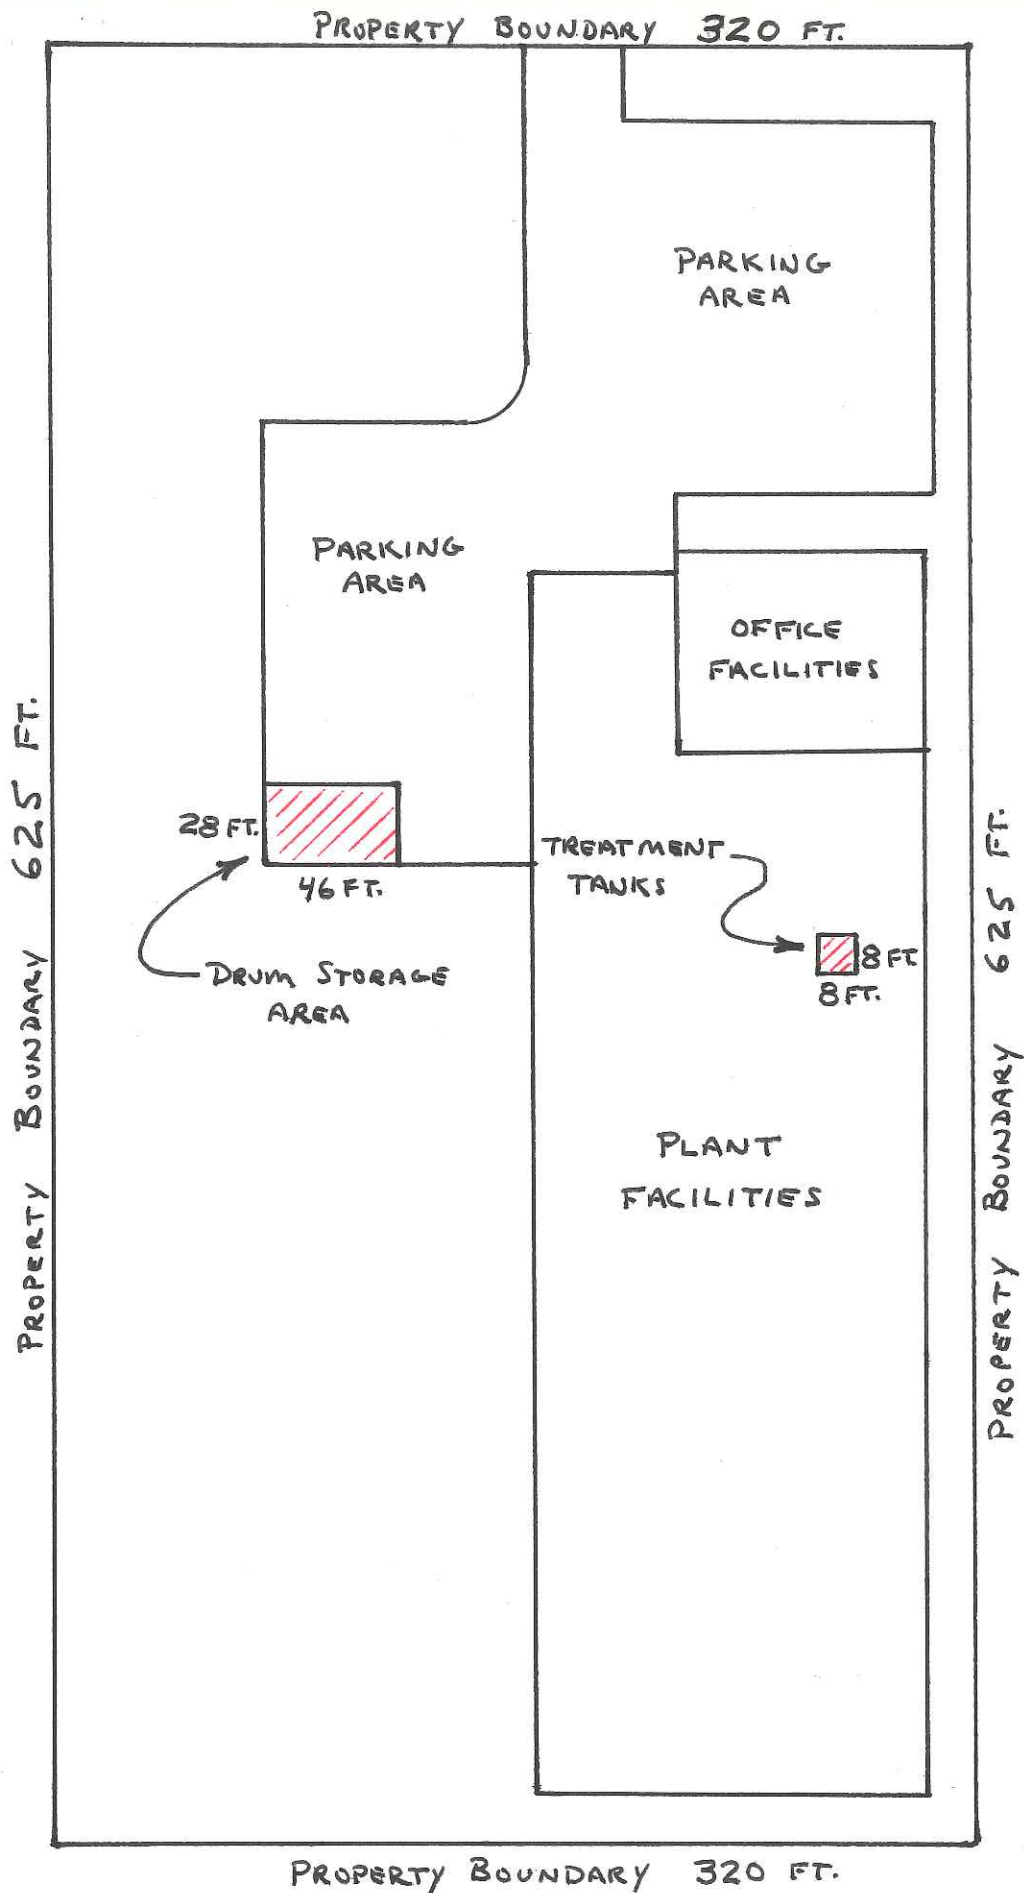 PROPERTY BOUNDARY 320 FT.
PARKING
AREA
PARKING
AREA
OFFICE
FACILITIES
PROPERTY BOUNDARY 625 FT.
28 FT.
46 FT.
TREATMENT
TANKS
8 FT
8 FT.
DRUM STORAGE
AREA
PROPERTY BOUNDARY 625 FT.
PLANT
FACILITIES
PROPERTY BOUNDARY 320 FT.